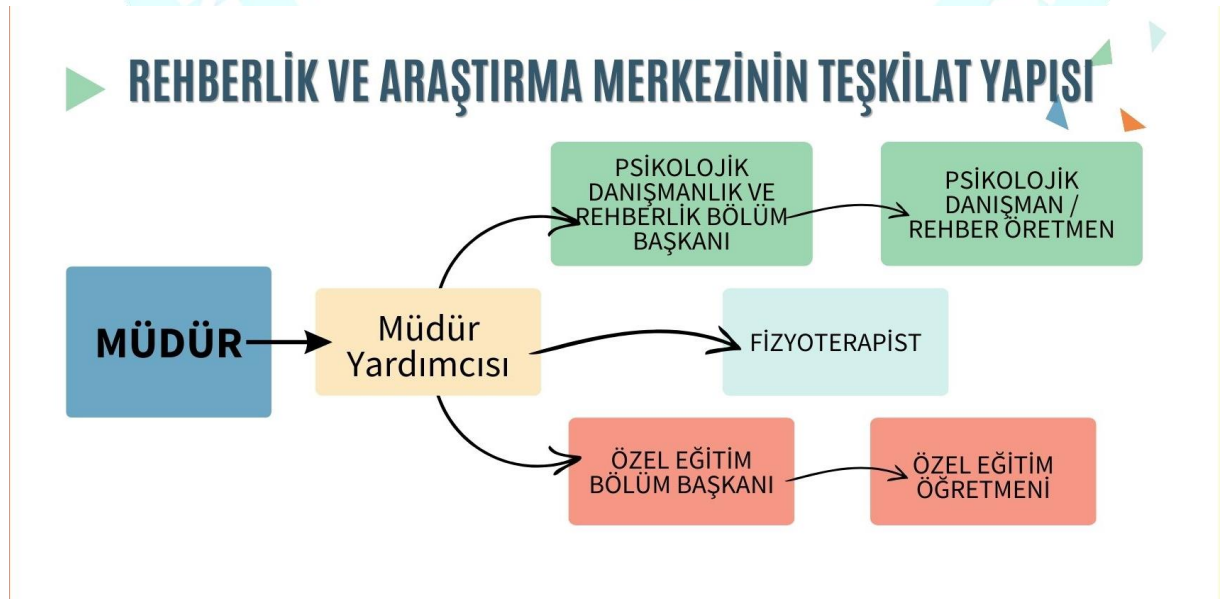 REHBERLİK VE ARAŞTIRMA MERKEZİNİN TEŞKİLAT YAPISI
MÜDÜR
Müdür
Yardımcısı
PSİKOLOJİK
DANIŞMANLIK VE
REHBERLİK BÖLÜM
BAŞKANI
PSİKOLOJİK
DANIŞMAN /
REHBER ÖRETMEN
FİZYOTERAPİST
ÖZEL EĞİTİM
BÖLÜM BAŞKANI
ÖZEL EĞİTİM
ÖĞRETMENİ